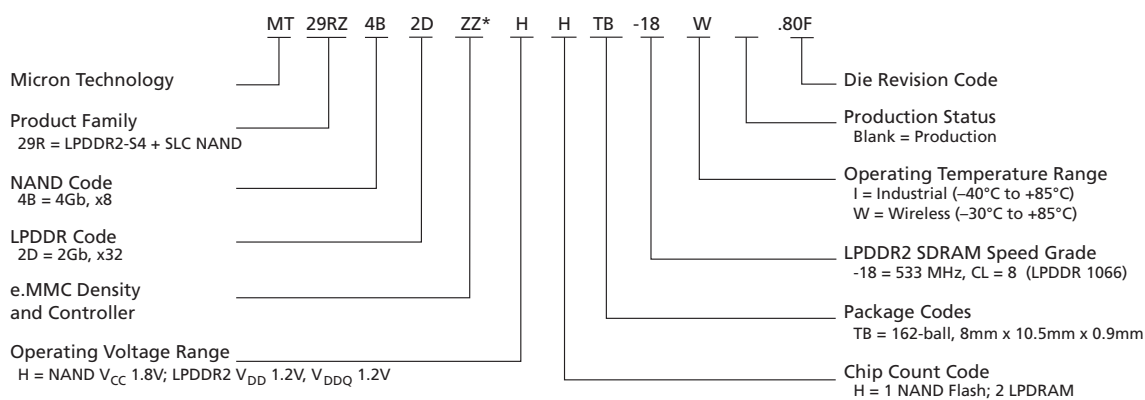 MT 29RZ 4B 2D ZZ* H H TB -18 W .80F
Micron Technology
Product Family
29R = LPDDR2-S4 + SLC NAND
NAND Code
4B = 4Gb, x8
LPDDR Code
2D = 2Gb, x32
e.MMC Density
and Controller
Operating Voltage Range
H = NAND VCC 1.8V; LPDDR2 VDD 1.2V, VDDQ 1.2V
Die Revision Code
Production Status
Blank = Production
Operating Temperature Range
I = Industrial (–40°C to +85°C)
W = Wireless (–30°C to +85°C)
LPDDR2 SDRAM Speed Grade
-18 = 533 MHz, CL = 8 (LPDDR 1066)
Package Codes
TB = 162-ball, 8mm x 10.5mm x 0.9mm
Chip Count Code
H = 1 NAND Flash; 2 LPDRAM